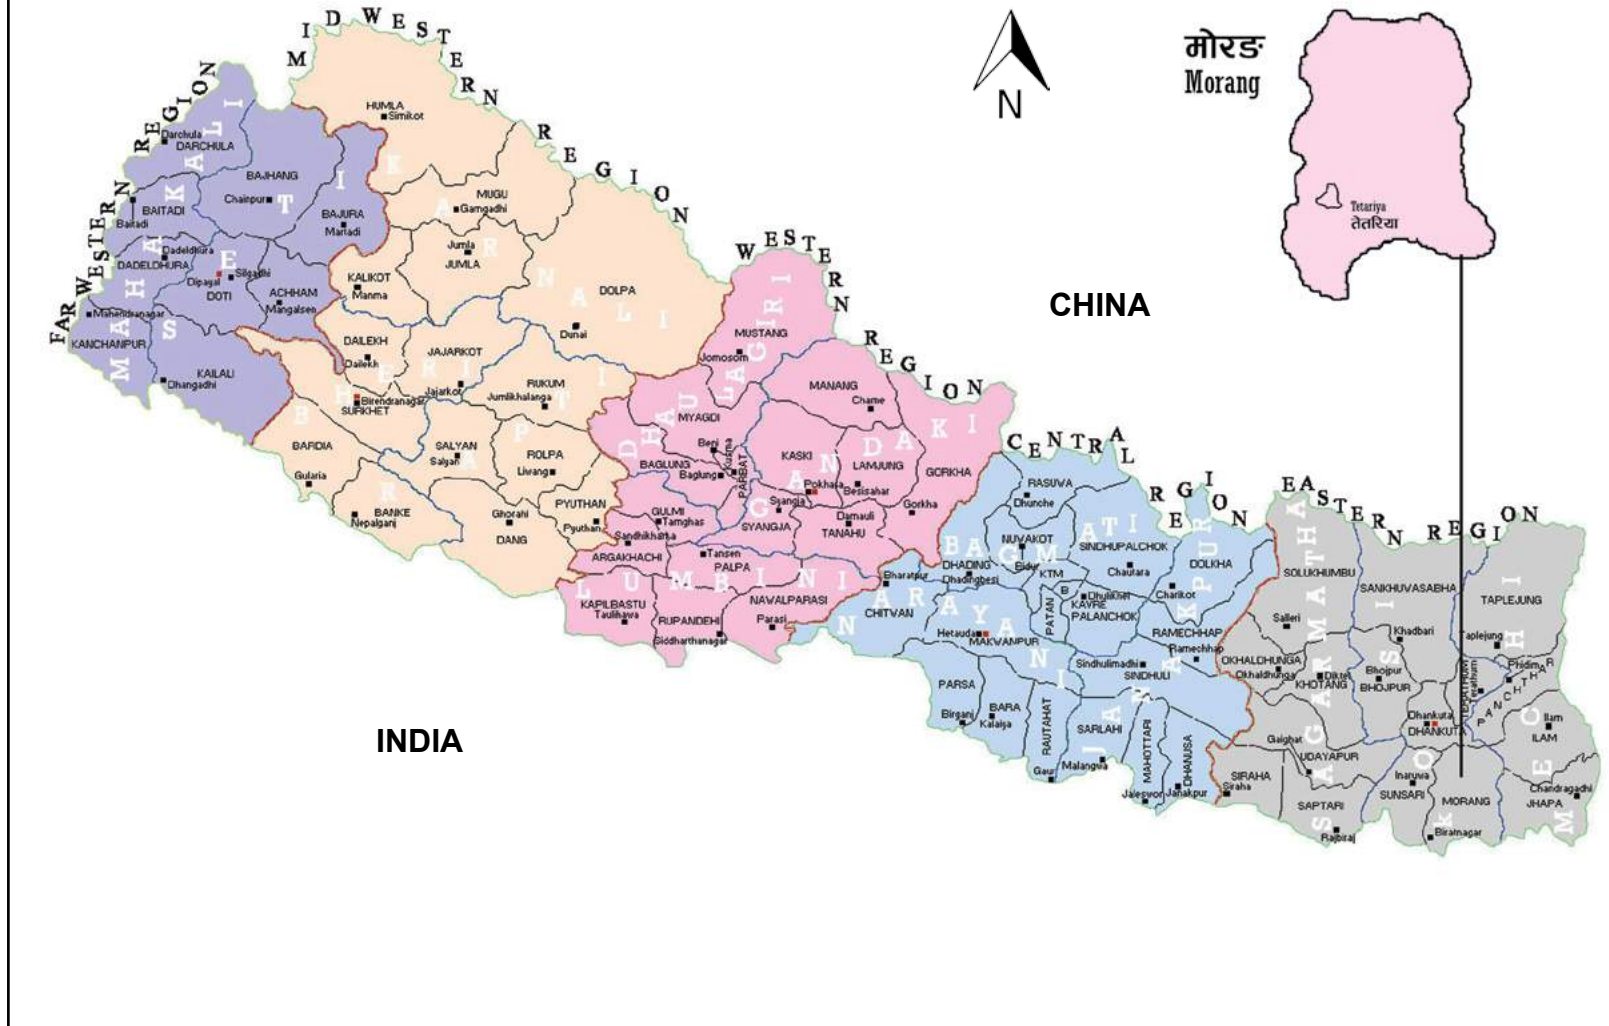 मोरङ
Morang
Tetariya
तेतरिया
N
CHINA
INDIA
FAR WESTERN REGION
MID WESTERN REGION
WESTERN REGION
CENTRAL REGION
EASTERN REGION
MAHAKALI
SETI
KARNALI
BHERI
RAPTI
DHAULAGIRI
GANDAKI
LUMBINI
BAGMATI
NARAYANI
JANAKPUR
SAGARMATHA
KOSI
MECHI
Darchula
DARCHULA
BAJHANG
Chainpur
BAITADI
Baitadi
BAJURA
Martadi
Dadeldhura
DADELDHURA
Dipayal
Silgadhi
DOTI
ACHHAM
Mangalsen
Mahendranagar
KANCHANPUR
KAILALI
Dhangadhi
HUMLA
Simikot
MUGU
Gamgadhi
Jumla
JUMLA
KALIKOT
Manma
DOLPA
Dunai
DAILEKH
Dailekh
JAJARKOT
Jajarkot
RUKUM
Jumlikhalanga
Birendranagar
SURKHET
BARDIA
Gularia
SALYAN
Salyan
ROLPA
Livang
BANKE
Nepalganj
Ghorahi
DANG
PYUTHAN
Pyuthan
MUSTANG
Jomosom
MANANG
Chame
MYAGDI
Beni
Kusma
PARBAT
BAGLUNG
Baglung
KASKI
Pokhara
LAMJUNG
Besisahar
GORKHA
Gorkha
GULMI
Tamghas
Syangja
SYANGJA
Damauli
TANAHU
Sandhikharka
ARGAKHACHI
Tansen
PALPA
KAPILBASTU
Taulihawa
RUPANDEHI
Siddharthanagar
NAWALPARASI
Parasi
RASUWA
Dhunche
NUVAKOT
Bidur
SINDHUPALCHOK
Chautara
DOLKHA
Charikot
DHADING
Dhadingbesi
KTM
B
PATAN
Dhulikhel
KAVRE
PALANCHOK
Bharatpur
CHITVAN
Hetauda
MAKWANPUR
RAMECHHAP
Ramechhap
Sindhulimadhi
SINDHULI
PARSA
Birganj
BARA
Kalaiya
RAUTAHAT
Gaur
SARLAHI
Malangwa
MAHOTTARI
Jaleswor
DHANUSA
Janakpur
SOLUKHUMBU
Salleri
SANKHUVASABHA
Khadbari
TAPLEJUNG
Taplejung
OKHALDHUNGA
Okhaldhunga
KHOTANG
Diktel
Bhojpur
BHOJPUR
TERATHUM
Terathum
Phidim
PANCHTHAR
Dhankuta
DHANKUTA
Ilam
ILAM
Gaighat
UDAYAPUR
SIRAHA
Siraha
SAPTARI
Rajbiraj
Inaruwa
SUNSARI
MORANG
Biratnagar
Chandragadhi
JHAPA